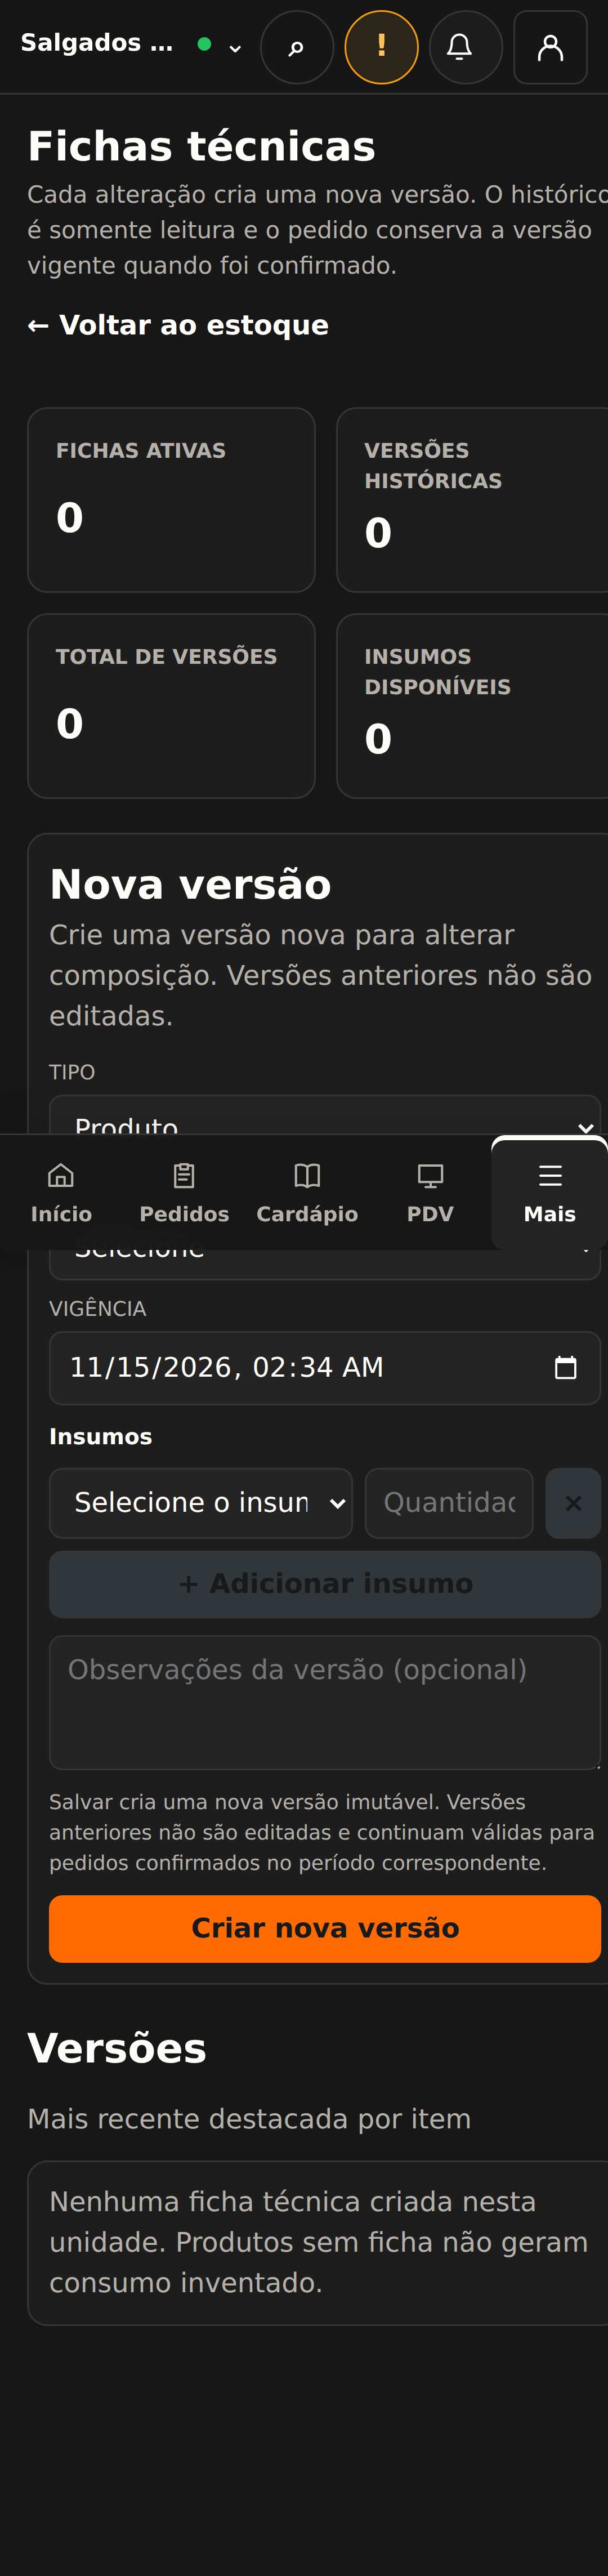 Salgados ...
!
Fichas técnicas
Cada alteração cria uma nova versão. O histórico
é somente leitura e o pedido conserva a versão
vigente quando foi confirmado.
← Voltar ao estoque
FICHAS ATIVAS
0
VERSÕES
HISTÓRICAS
0
TOTAL DE VERSÕES
0
INSUMOS
DISPONÍVEIS
0
Nova versão
Crie uma versão nova para alterar
composição. Versões anteriores não são
editadas.
TIPO
Produto
Início
Pedidos
Cardápio
PDV
Mais
Selecione
VIGÊNCIA
11/15/2026, 02:34 AM
Insumos
Selecione o insun
Quantidad
×
+ Adicionar insumo
Observações da versão (opcional)
Salvar cria uma nova versão imutável. Versões
anteriores não são editadas e continuam válidas para
pedidos confirmados no período correspondente.
Criar nova versão
Versões
Mais recente destacada por item
Nenhuma ficha técnica criada nesta
unidade. Produtos sem ficha não geram
consumo inventado.